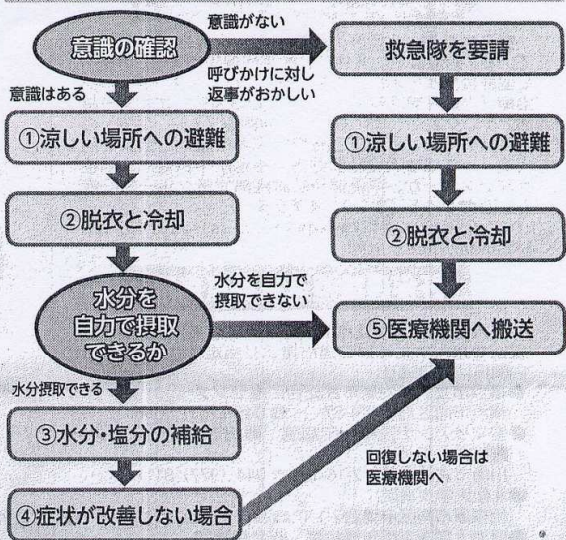 意識の確認
意識がない
呼びかけに対し
返事がおかしい
救急隊を要請
意識はある
①涼しい場所への避難
①涼しい場所への避難
②脱衣と冷却
②脱衣と冷却
水分を
自力で摂取
できるか
水分を自力で
摂取できない
⑤医療機関へ搬送
水分摂取できる
③水分・塩分の補給
回復しない場合は
医療機関へ
④症状が改善しない場合